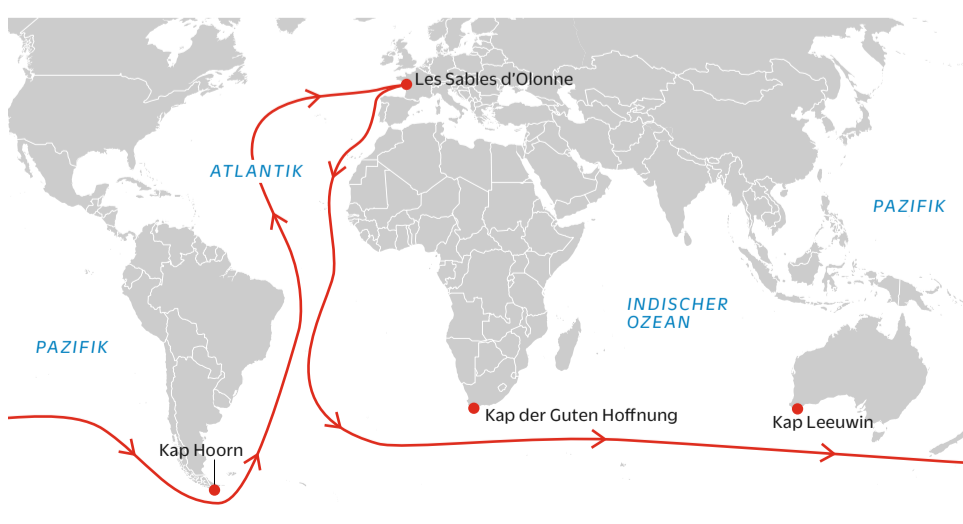 Les Sables d’Olonne
ATLANTIK
PAZIFIK
INDISCHER
OZEAN
PAZIFIK
Kap der Guten Hoffnung
Kap Leeuwin
Kap Hoorn